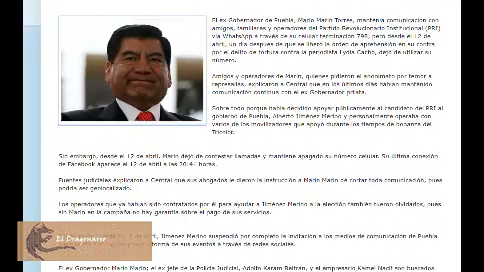 El ex Gobernador de Puebla, Mario Marín Torres, mantenía comunicación con
amigos, familiares y operadores del Partido Revolucionario Institucional (PRI)
vía WhatsApp a través de su celular terminación 798, pero desde el 12 de
abril, un día después de que se liberó la orden de aprehensión en su contra
por el delito de tortura contra la periodista Lydia Cacho, dejó de utilizar su
número.
Amigos y operadores de Marín, quienes pidieron el anonimato por temor a
represalias, explicaron a Central que en los últimos días habían mantenido
comunicación continua con el ex Gobernador priista.
Sobre todo porque había decidido apoyar públicamente al candidato del PRI al
gobierno de Puebla, Alberto Jiménez Merino y personalmente operaba con
varios de los movilizadores que apoyó durante los tiempos de bonanza del
Tricolor.
Sin embargo, desde el 12 de abril, Marín dejó de contestar llamadas y mantiene apagado su número celular. Su última conexión
de Facebook aparece el 12 de abril a las 20:41 horas.
Fuentes judiciales explicaron a Central que sus abogados le dieron la instrucción a Mario Marín de cortar toda comunicación, pues
podría ser geolocalizado.
Los operadores que ya habían sido contratados por él para ayudar a Jiménez Merino a la elección también fueron olvidados, pues
sin Marín en la campaña no hay garantía sobre el pago de sus servicios.
de abril, Jiménez Merino suspendió por completo la invitación a los medios de comunicación de Puebla
forma de sus eventos a través de redes sociales.
El Dragonario
El ex Gobernador Mario Marín; el ex jefe de la Policía Judicial, Adolfo Karam Beltrán, y el empresario Kamel Nacif son buscados